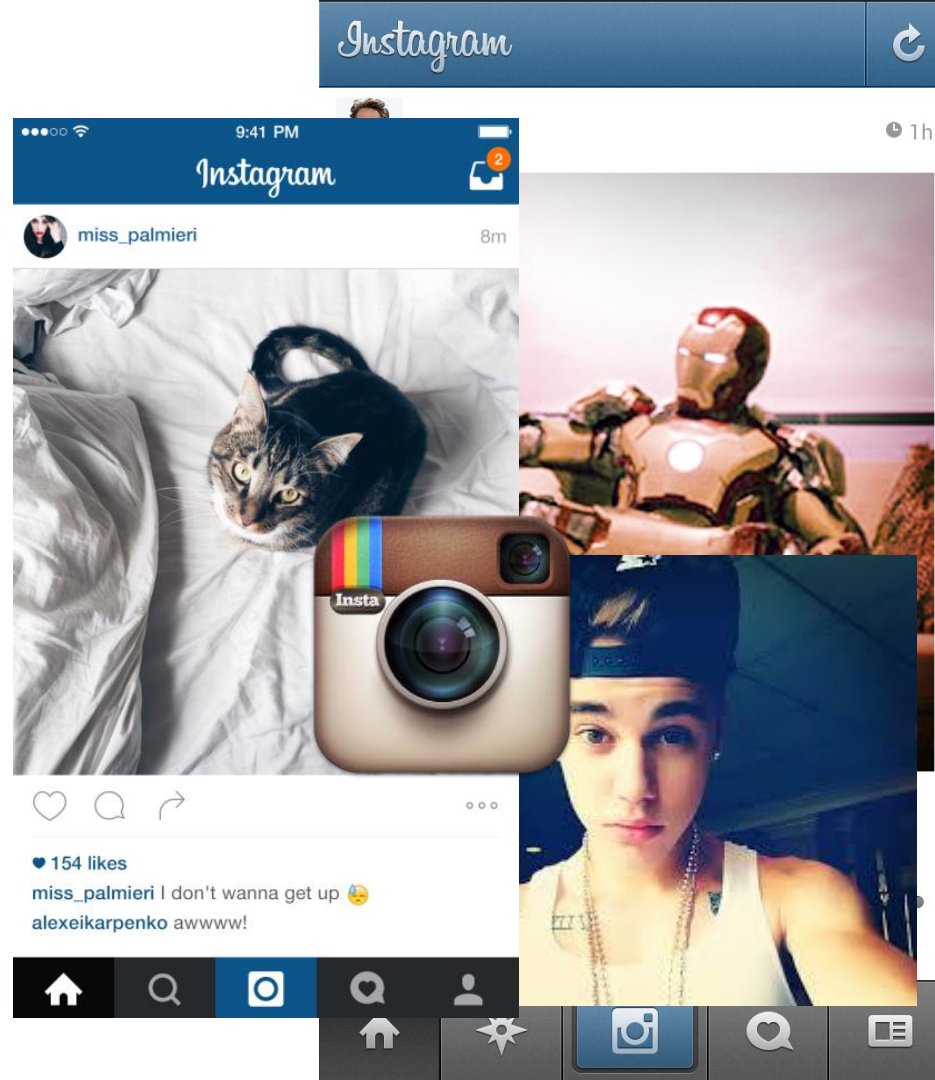 Instagram
1h
9:41 PM
Instagram
2
miss_palmieri
8m
Insta
154 likes
miss_palmieri I don't wanna get up 😓
alexeikarpenko awwww!